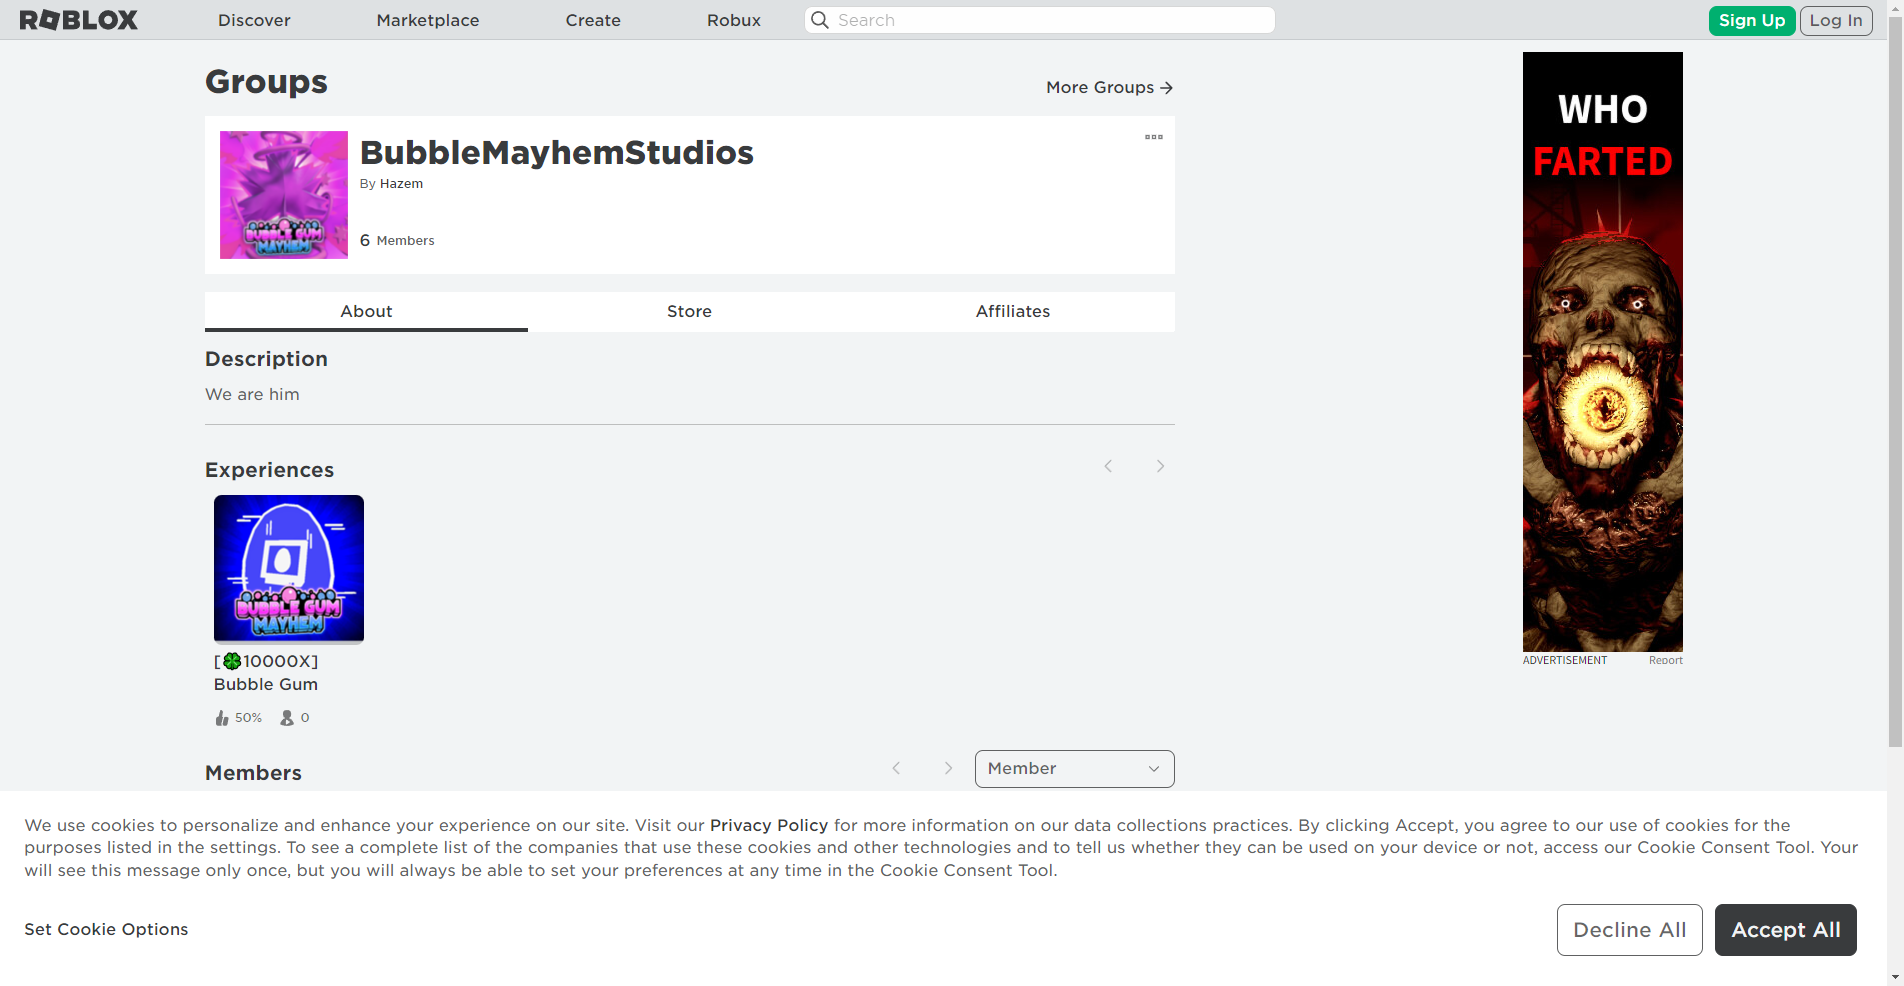 ROBLOX
Discover
Marketplace
Create
Robux
Search
Sign Up
Log In
Groups
More Groups
BUBBLE GUM
MAYHEM
BubbleMayhemStudios
By Hazem
6 Members
About
Store
Affiliates
Description
We are him
Experiences
BUBBLE GUM
MAYHEM
[🍀10000X]
Bubble Gum
50%
0
Members
Member
WHO
FARTED
ADVERTISEMENT
Report
We use cookies to personalize and enhance your experience on our site. Visit our Privacy Policy for more information on our data collections practices. By clicking Accept, you agree to our use of cookies for the
purposes listed in the settings. To see a complete list of the companies that use these cookies and other technologies and to tell us whether they can be used on your device or not, access our Cookie Consent Tool. Your
will see this message only once, but you will always be able to set your preferences at any time in the Cookie Consent Tool.
Set Cookie Options
Decline All
Accept All